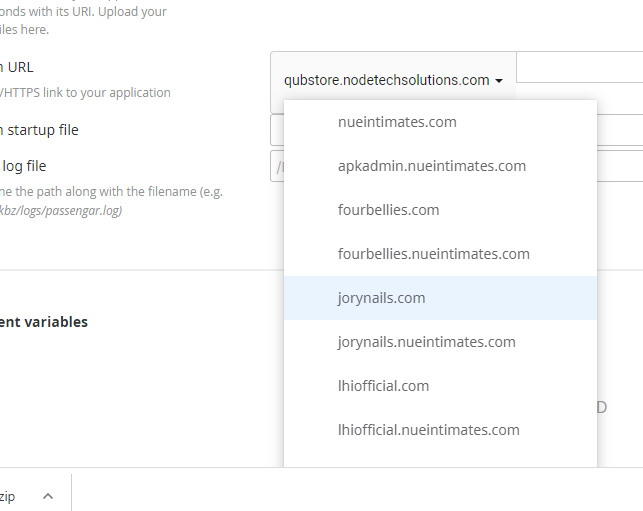 onds with its URI. Upload your
iles here.
n URL
/HTTPS link to your application
qubstore.nodetechsolutions.com
n startup file
log file
ne the path along with the filename (e.g.
kbz/logs/passengar.log)
nueintimates.com
apkadmin.nueintimates.com
fourbellies.com
fourbellies.nueintimates.com
jorynails.com
jorynails.nueintimates.com
lhiofficial.com
lhiofficial.nueintimates.com
ent variables
D
zip